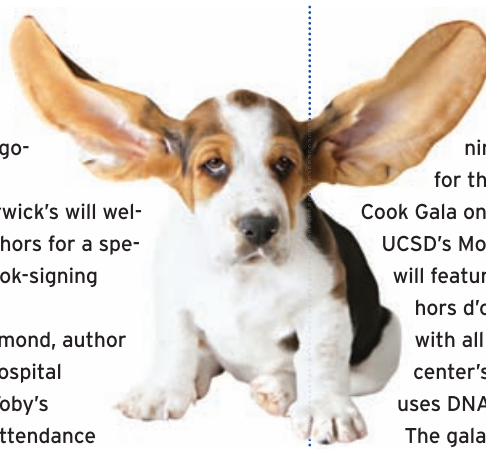 go-
rwick's will wel-
hors for a spe-
ok-signing
mond, author
ospital
oby's
ttendance
nin
for th
Cook Gala on
UCSD's Mo
will featur
hors d'o
with all
center's
uses DNA
The gala